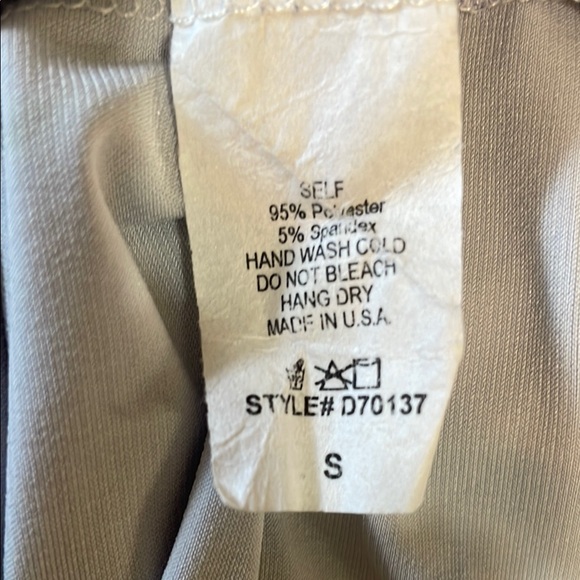 SELF
95% Polyester
5% Spandex
HAND WASH COLD
DO NOT BLEACH
HANG DRY
MADE IN U.S.A.
STYLE# D70137
S